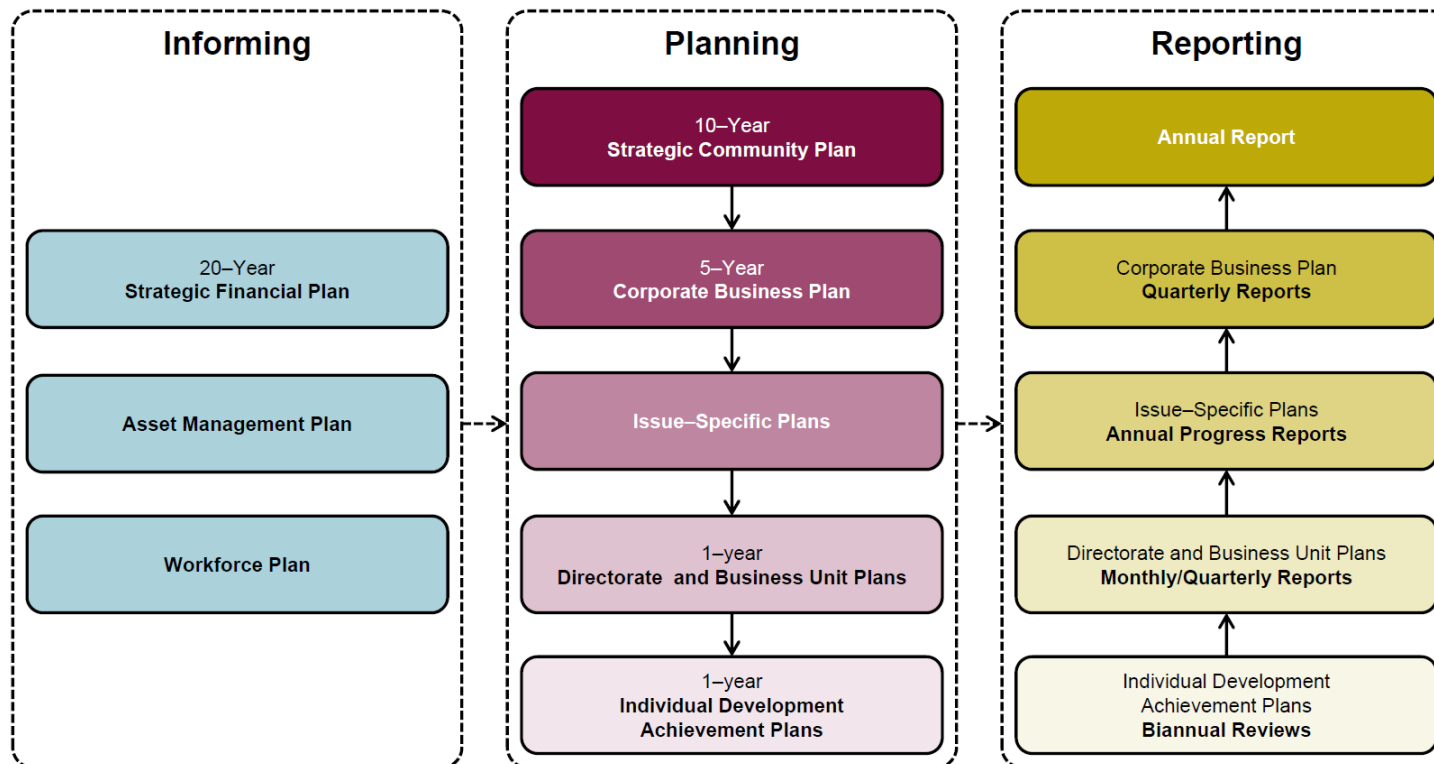 Informing
20–Year
Strategic Financial Plan
Asset Management Plan
Workforce Plan
Planning
10–Year
Strategic Community Plan
5–Year
Corporate Business Plan
Issue–Specific Plans
1–year
Directorate and Business Unit Plans
1–year
Individual Development
Achievement Plans
Reporting
Annual Report
Corporate Business Plan
Quarterly Reports
Issue–Specific Plans
Annual Progress Reports
Directorate and Business Unit Plans
Monthly/Quarterly Reports
Individual Development
Achievement Plans
Biannual Reviews